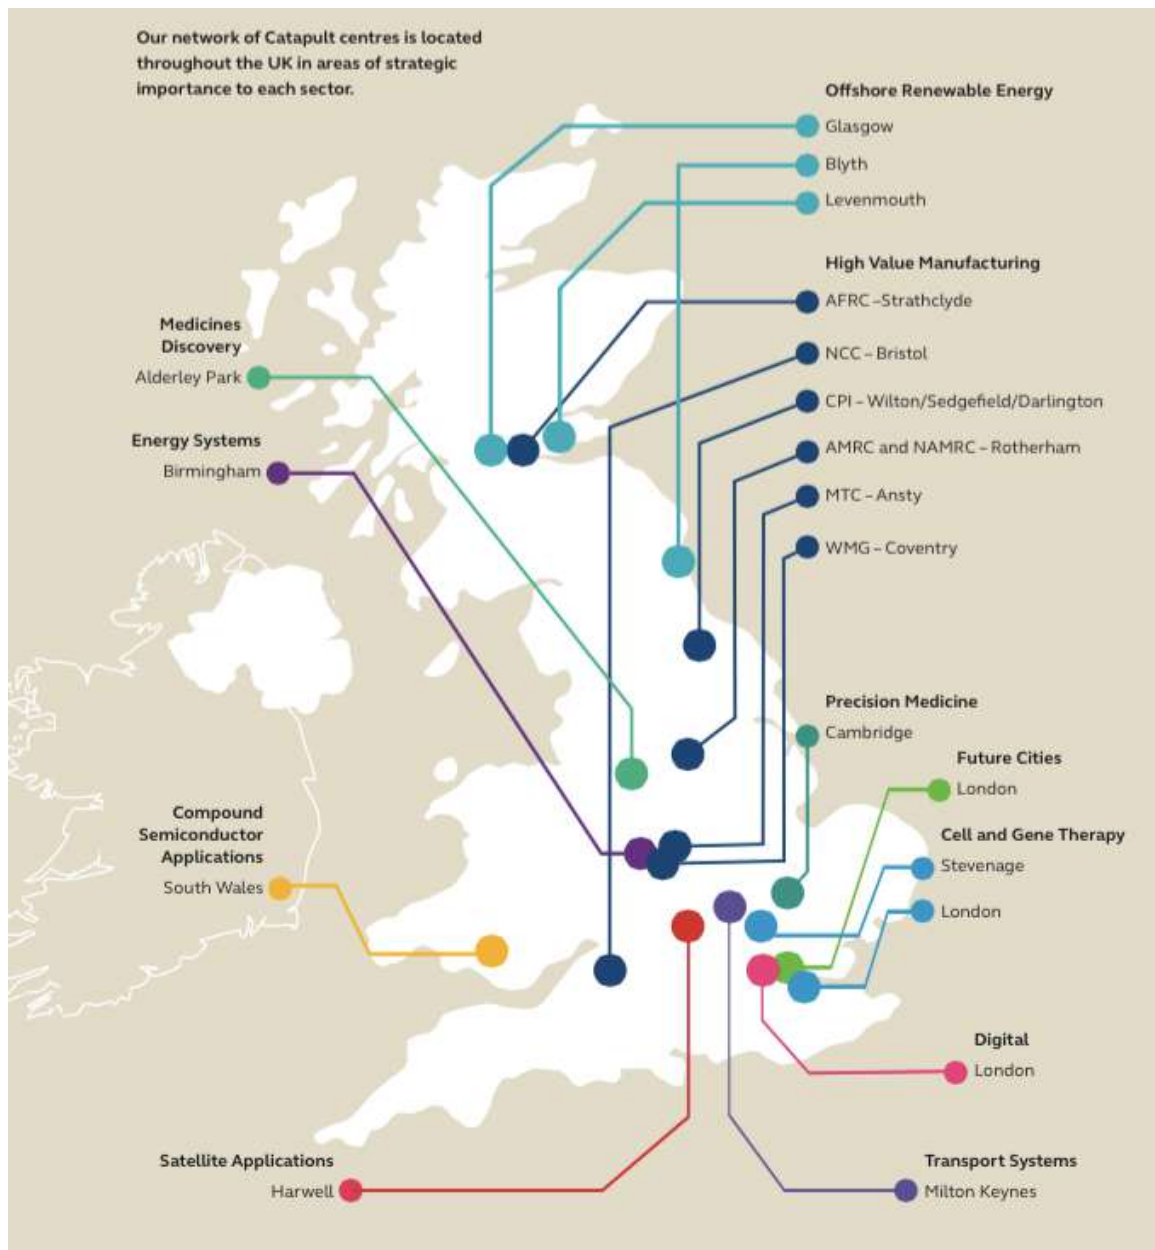 Our network of Catapult centres is located
throughout the UK in areas of strategic
importance to each sector.
Offshore Renewable Energy
Glasgow
Blyth
Levenmouth
High Value Manufacturing
AFRC – Strathclyde
NCC – Bristol
CPI – Wilton/Sedgefield/Darlington
AMRC and NAMRC – Rotherham
MTC – Ansty
WMG – Coventry
Medicines
Discovery
Alderley Park
Energy Systems
Birmingham
Precision Medicine
Cambridge
Future Cities
London
Cell and Gene Therapy
Stevenage
London
Compound
Semiconductor
Applications
South Wales
Digital
London
Satellite Applications
Harwell
Transport Systems
Milton Keynes